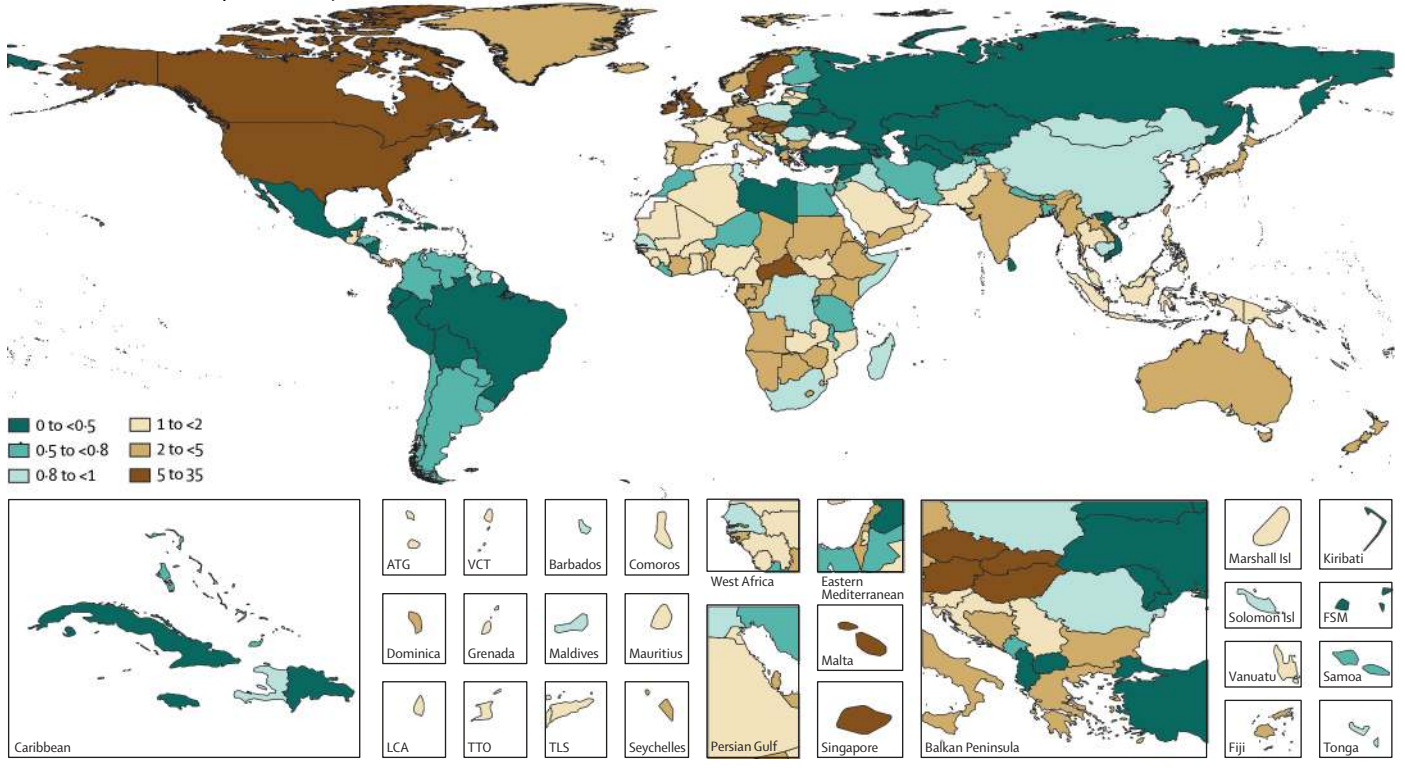 0 to <0·5
0·5 to <0·8
0·8 to <1
1 to <2
2 to <5
5 to 35
Caribbean
ATG
VCT
Barbados
Comoros
West Africa
Eastern
Mediterranean
Marshall Isl
Kiribati
Dominica
Grenada
Maldives
Mauritius
Malta
Solomon Isl
FSM
Vanuatu
Samoa
LCA
TTO
TLS
Seychelles
Persian Gulf
Singapore
Balkan Peninsula
Fiji
Tonga